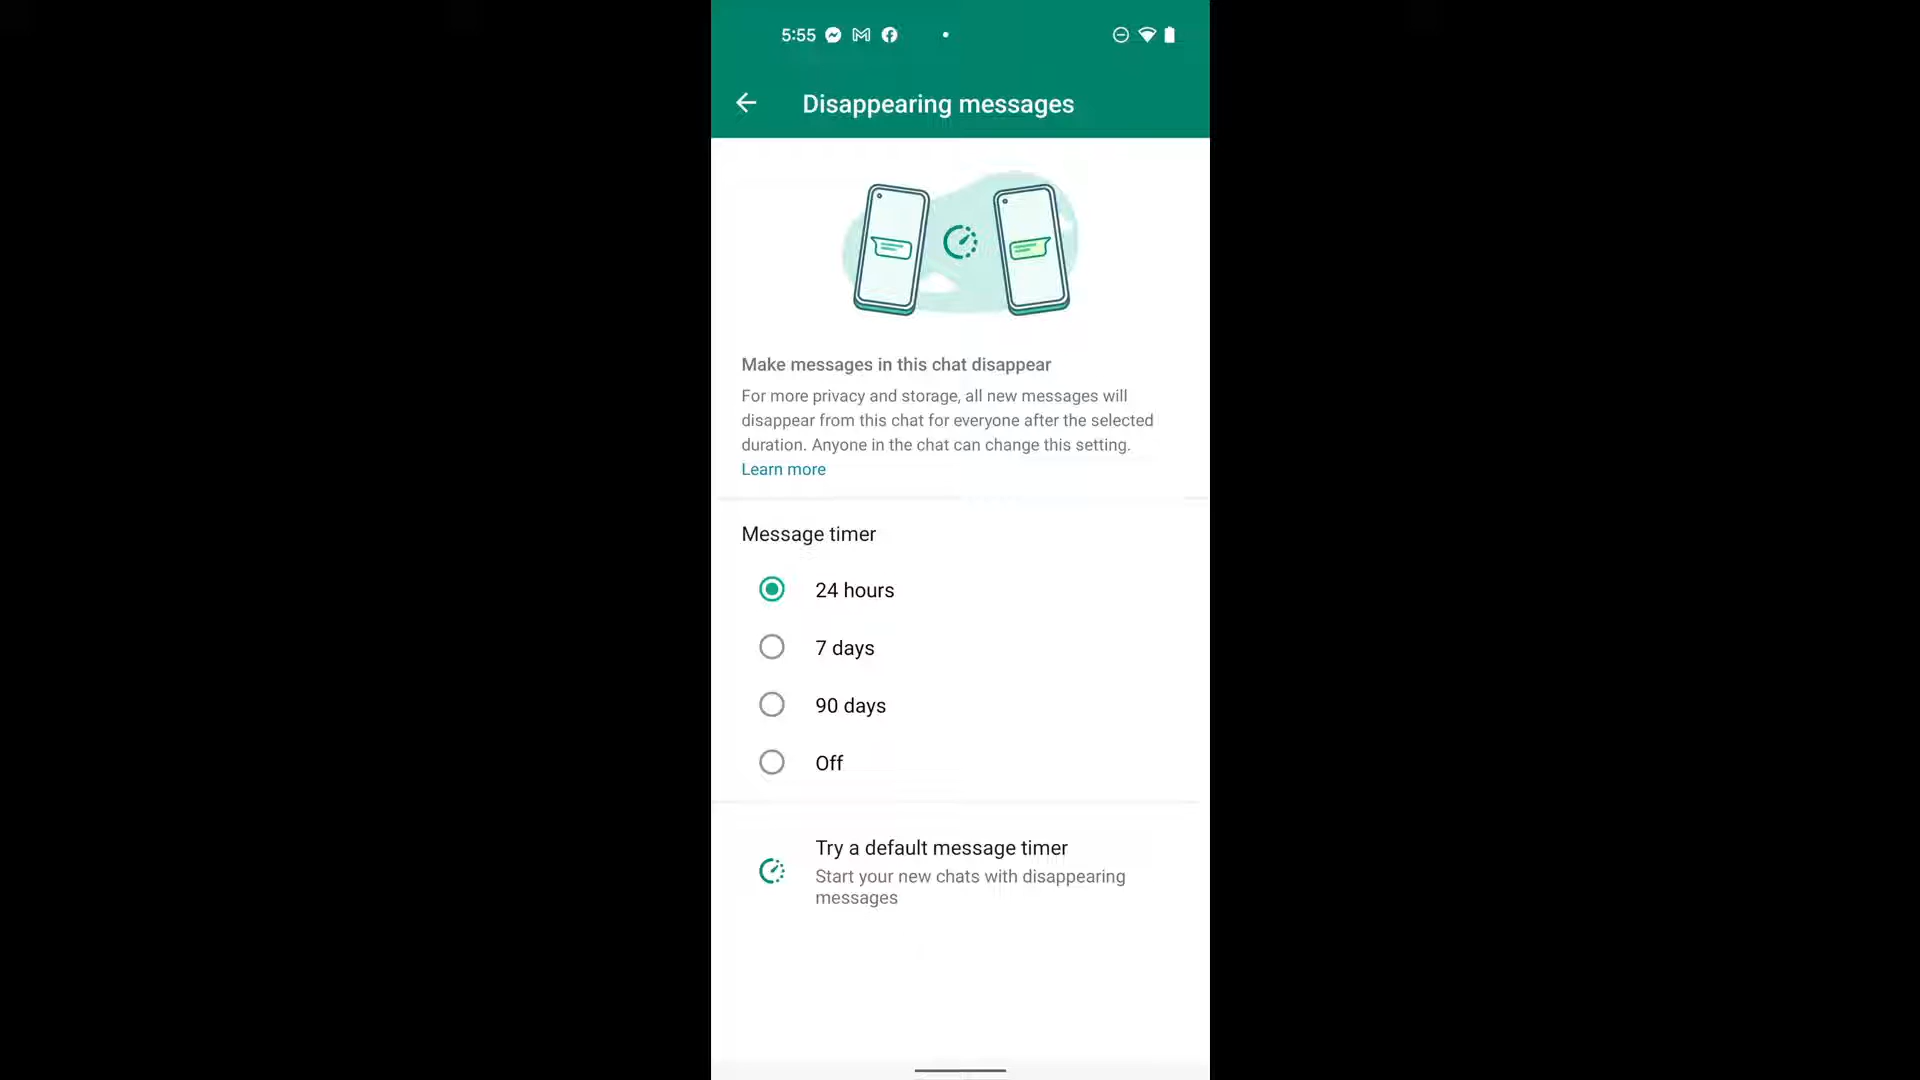 5:55
Disappearing messages
Make messages in this chat disappear
For more privacy and storage, all new messages will
disappear from this chat for everyone after the selected
duration. Anyone in the chat can change this setting.
Learn more
Message timer
24 hours
7 days
90 days
Off
Try a default message timer
Start your new chats with disappearing
messages